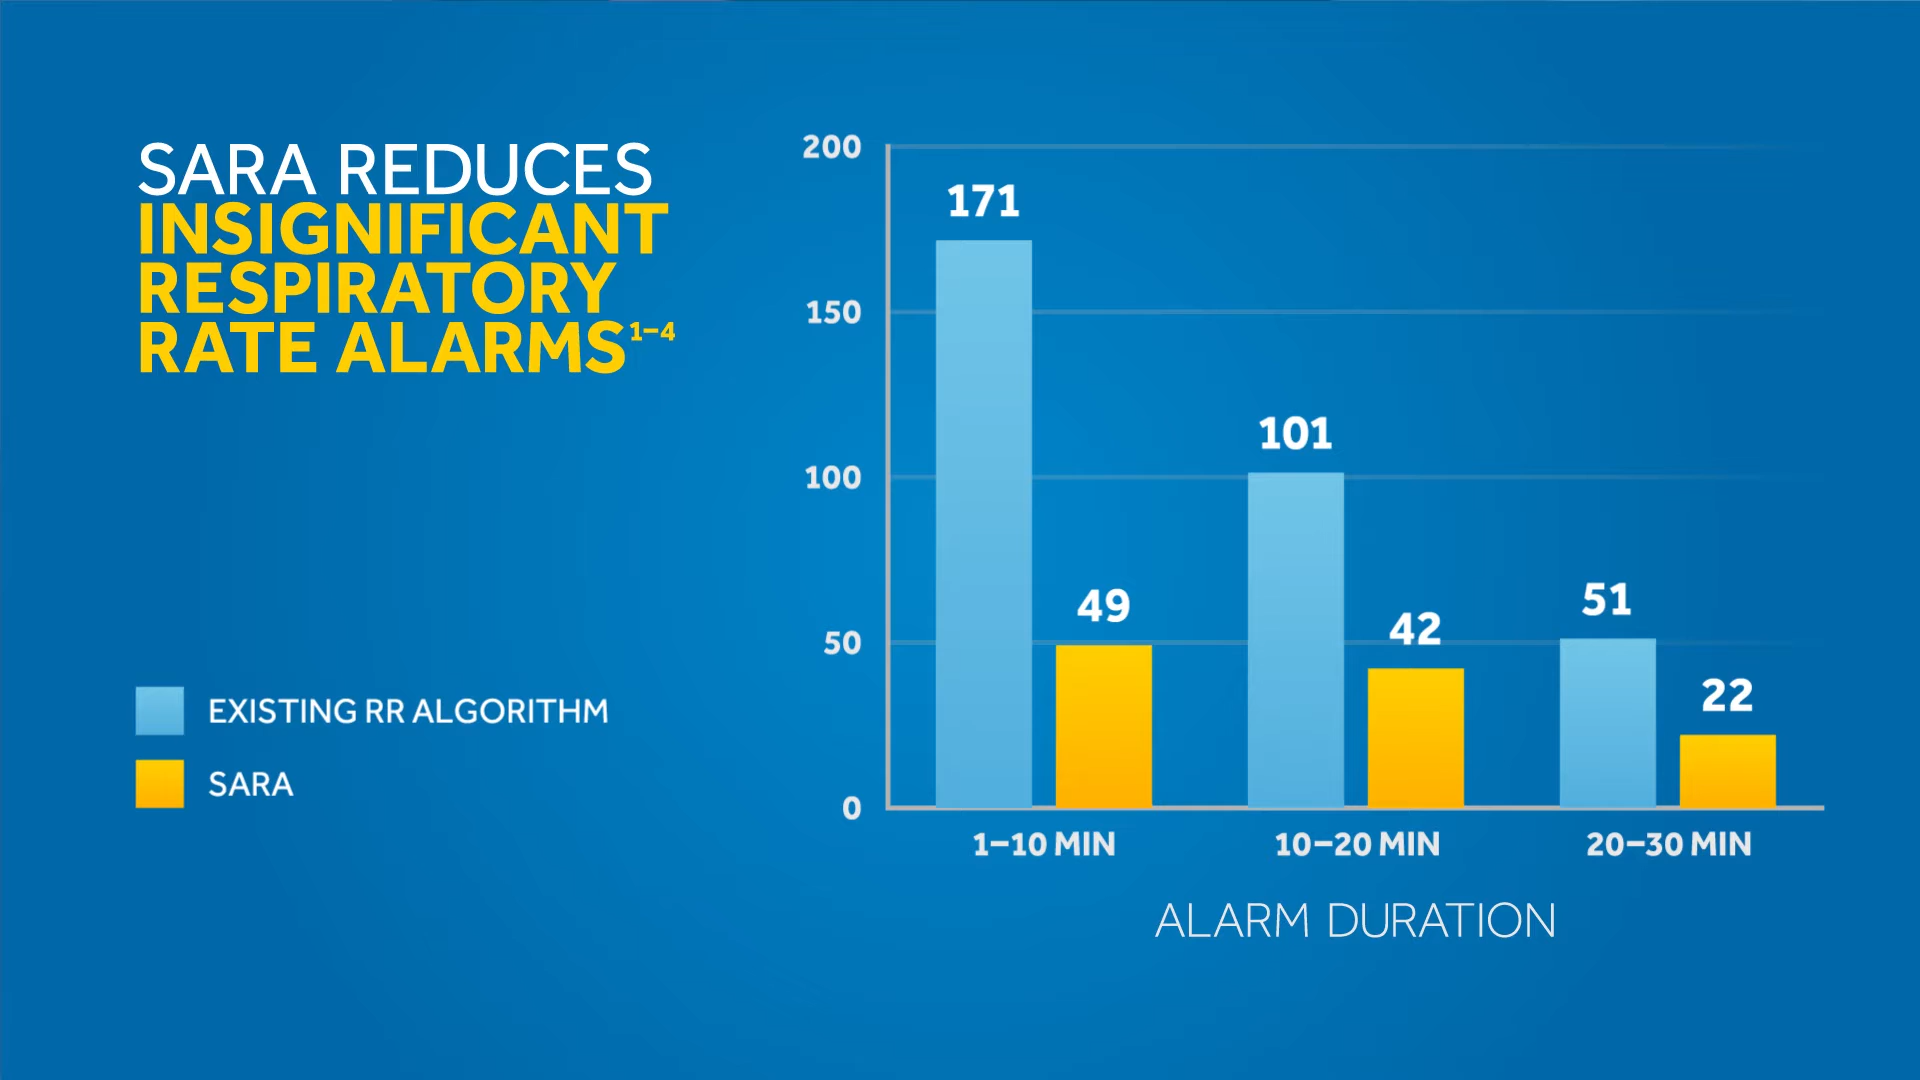 SARA REDUCES
INSIGNIFICANT
RESPIRATORY
RATE ALARMS¹⁻⁴
EXISTING RR ALGORITHM
SARA
200
150
100
50
0
171
49
101
42
51
22
1–10 MIN
10–20 MIN
20–30 MIN
ALARM DURATION